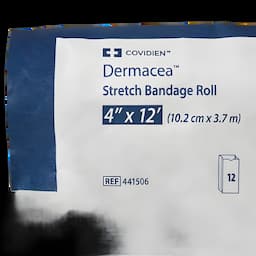 COVIDIEN™
Dermacea™
Stretch Bandage Roll
4" x 12' (10.2 cm x 3.7 m)
REF 441506
12